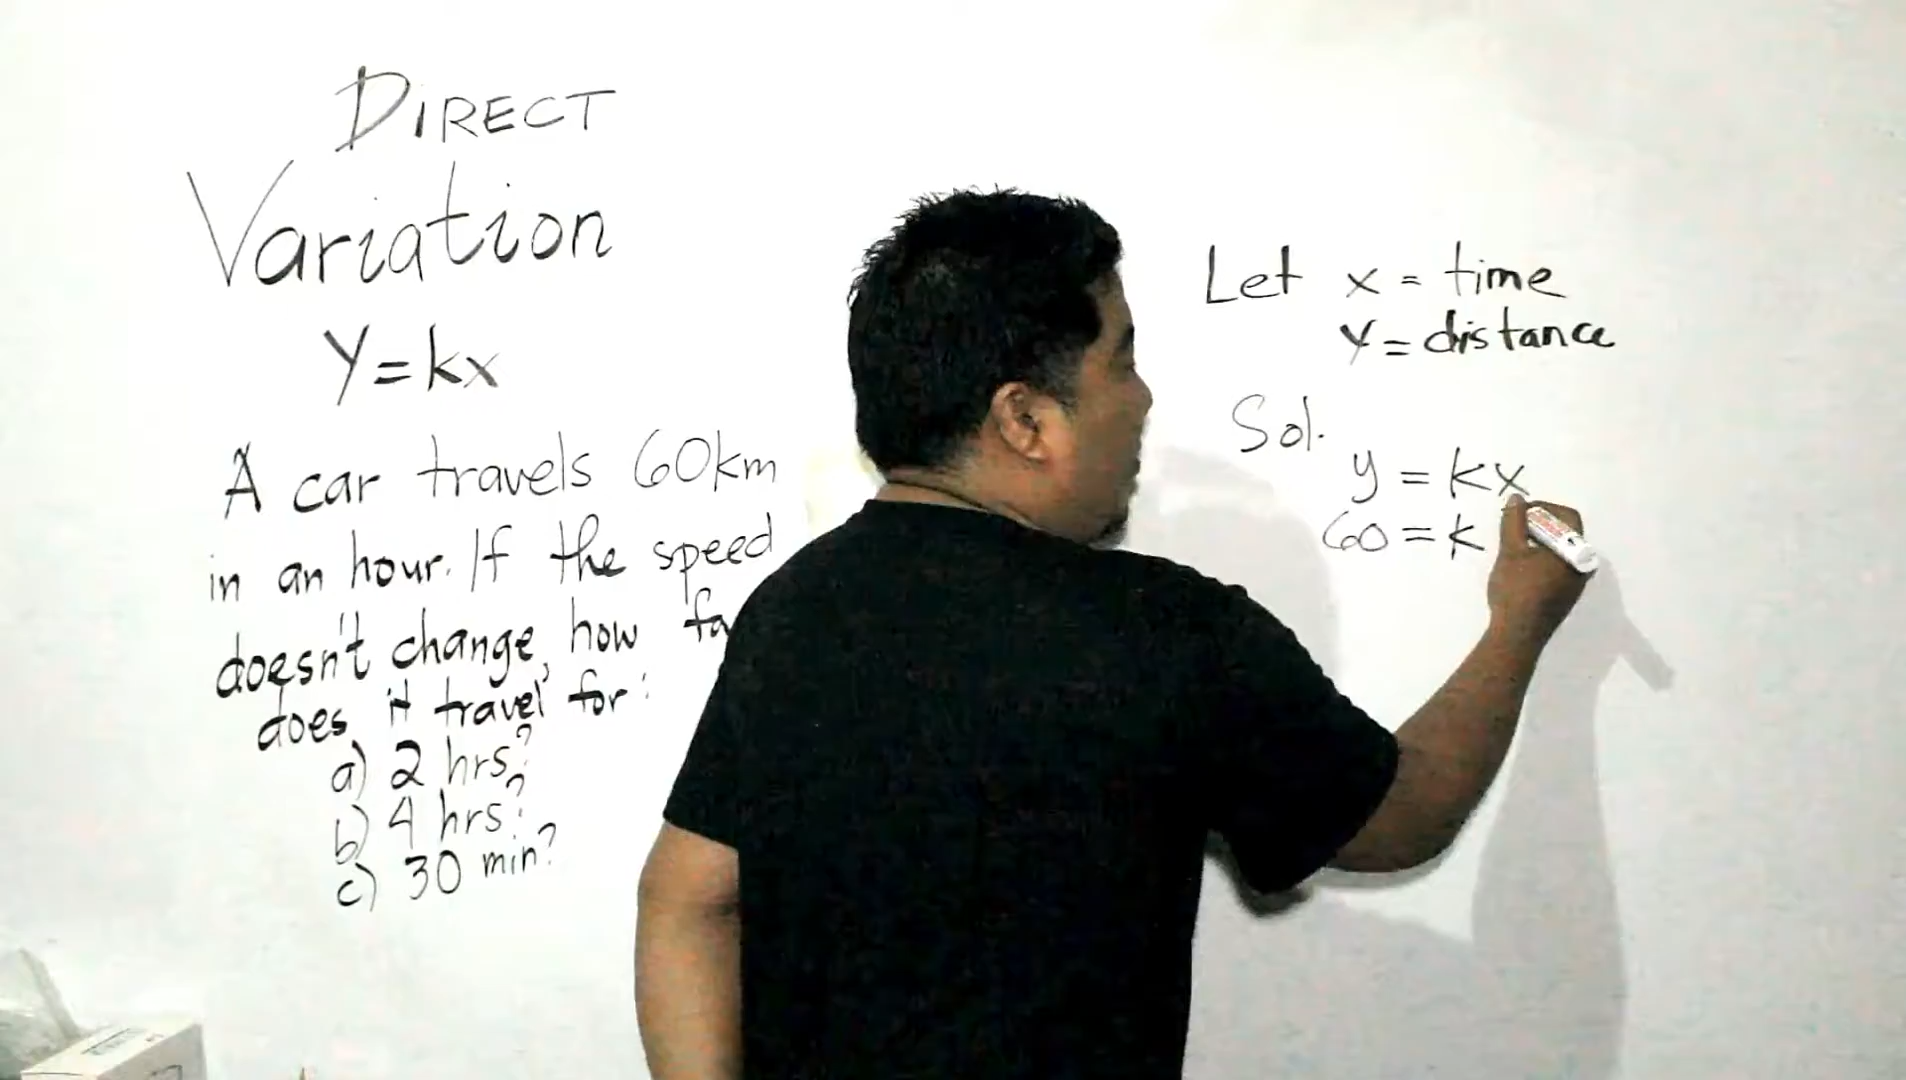 DIRECT
Variation
Y=kx
A car travels 60km
in an hour. If the speed
doesn't change, how fa
does it travel for:
a) 2 hrs?
b) 4 hrs?
c) 30 min?
Let x = time
Y = distance
Sol.
y = kx
60 = k